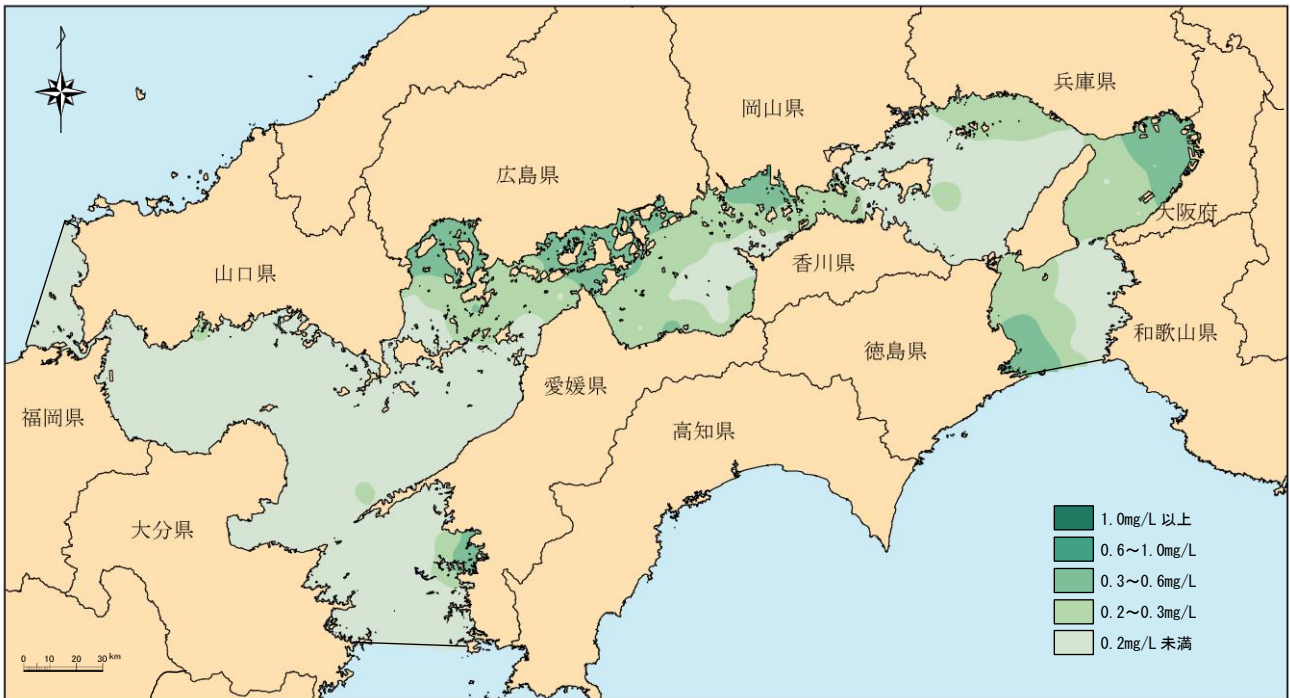 兵庫県
岡山県
広島県
大阪府
山口県
香川県
和歌山県
徳島県
愛媛県
福岡県
高知県
大分県
1.0mg/L 以上
0.6～1.0mg/L
0.3～0.6mg/L
0.2～0.3mg/L
0.2mg/L 未満
0 5 10 20 30 km